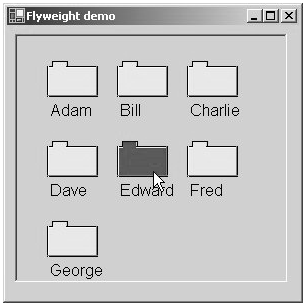 Flyweight demo
Adam Bill Charlie
Dave Edward Fred
George